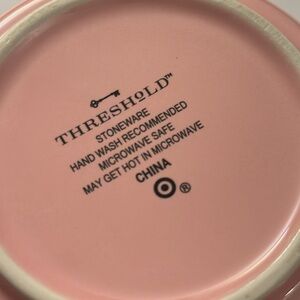 THRESHOLD™
STONEWARE
HAND WASH RECOMMENDED
MICROWAVE SAFE
MAY GET HOT IN MICROWAVE
CHINA
®